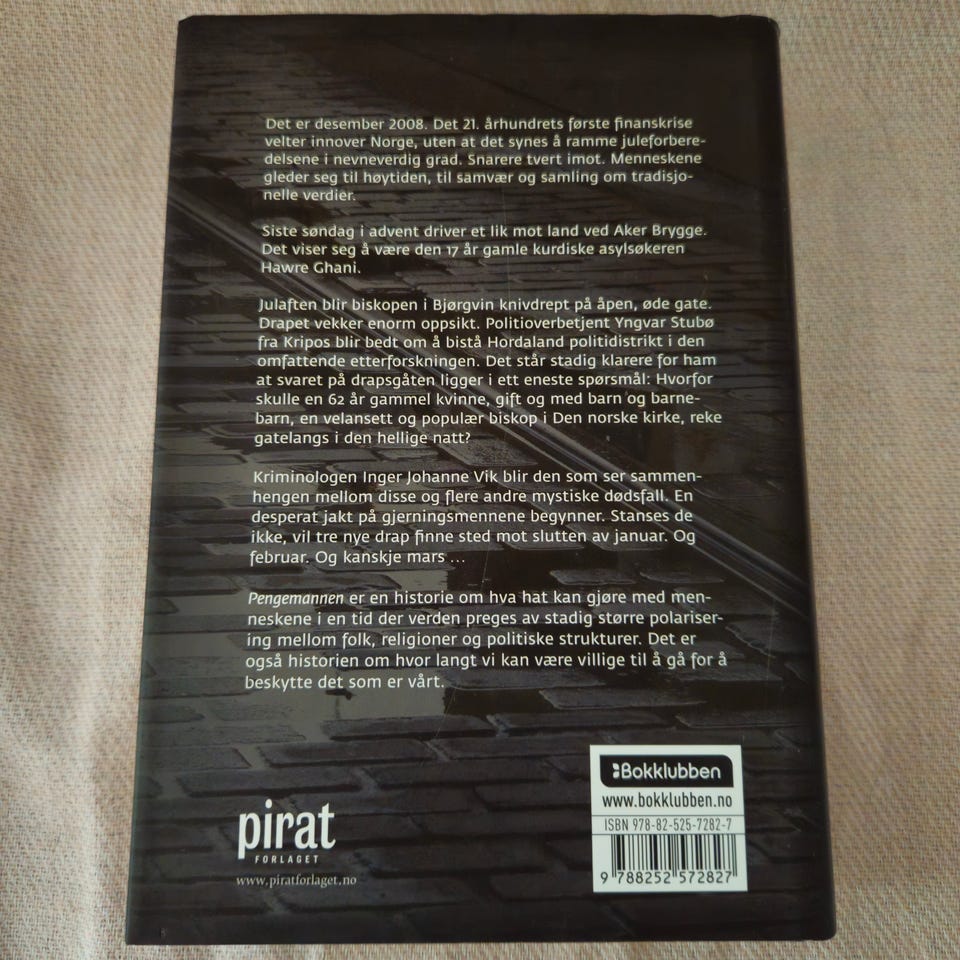 Det er desember 2008. Det 21. århundrets første finanskrise
velter innover Norge, uten at det synes å ramme juleforbere-
delsene i nevneverdig grad. Snarere tvert imot. Menneskene
gleder seg til høytiden, til samvær og samling om tradisjo-
nelle verdier.
Siste søndag i advent driver et lik mot land ved Aker Brygge.
Det viser seg å være den 17 år gamle kurdiske asylsøkeren
Hawre Ghani.
Julaften blir biskopen i Bjørgvin knivdrept på åpen, øde gate.
Drapet vekker enorm oppsikt. Politioverbetjent Yngvar Stubø
fra Kripos blir bedt om å bistå Hordaland politidistrikt i den
omfattende etterforskningen. Det står stadig klarere for ham
at svaret på drapsgåten ligger i ett eneste spørsmål: Hvorfor
skulle en 62 år gammel kvinne, gift og med barn og barne-
barn, en velansett og populær biskop i Den norske kirke, reke
gatelangs i den hellige natt?
Kriminologen Inger Johanne Vik blir den som ser sammen-
hengen mellom disse og flere andre mystiske dødsfall. En
desperat jakt på gjerningsmennene begynner. Stanses de
ikke, vil tre nye drap finne sted mot slutten av januar. Og
februar. Og kanskje mars ...
Pengemannen er en historie om hva hat kan gjøre med men-
neskene i en tid der verden preges av stadig større polariser-
ing mellom folk, religioner og politiske strukturer. Det er
også historien om hvor langt vi kan være villige til å gå for å
beskytte det som er vårt.
pirat
FORLAGET
www.piratforlaget.no
Bokklubben
www.bokklubben.no
ISBN 978-82-525-7282-7
9 788252 572827